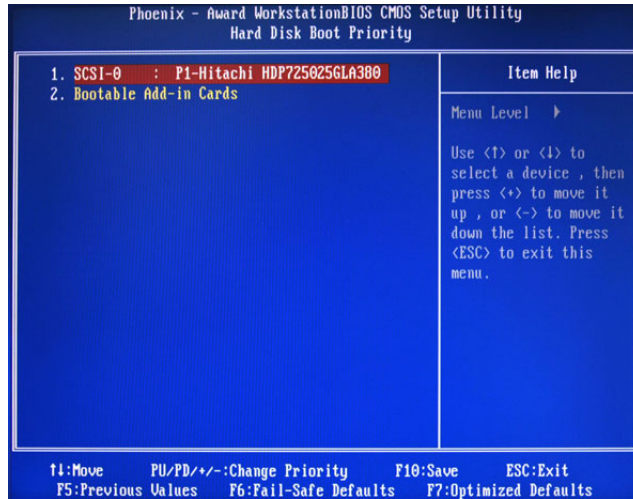 Phoenix - Award WorkstationBIOS CMOS Setup Utility
Hard Disk Boot Priority
1. SCSI-0 : P1-Hitachi HDP725025GLA380
2. Bootable Add-in Cards
Item Help
Menu Level ►
Use <↑> or <↓> to
select a device , then
press <+> to move it
up , or <-> to move it
down the list. Press
<ESC> to exit this
menu.
↑↓:Move PU/PD/+/-:Change Priority F10:Save ESC:Exit
F5:Previous Values F6:Fail-Safe Defaults F7:Optimized Defaults